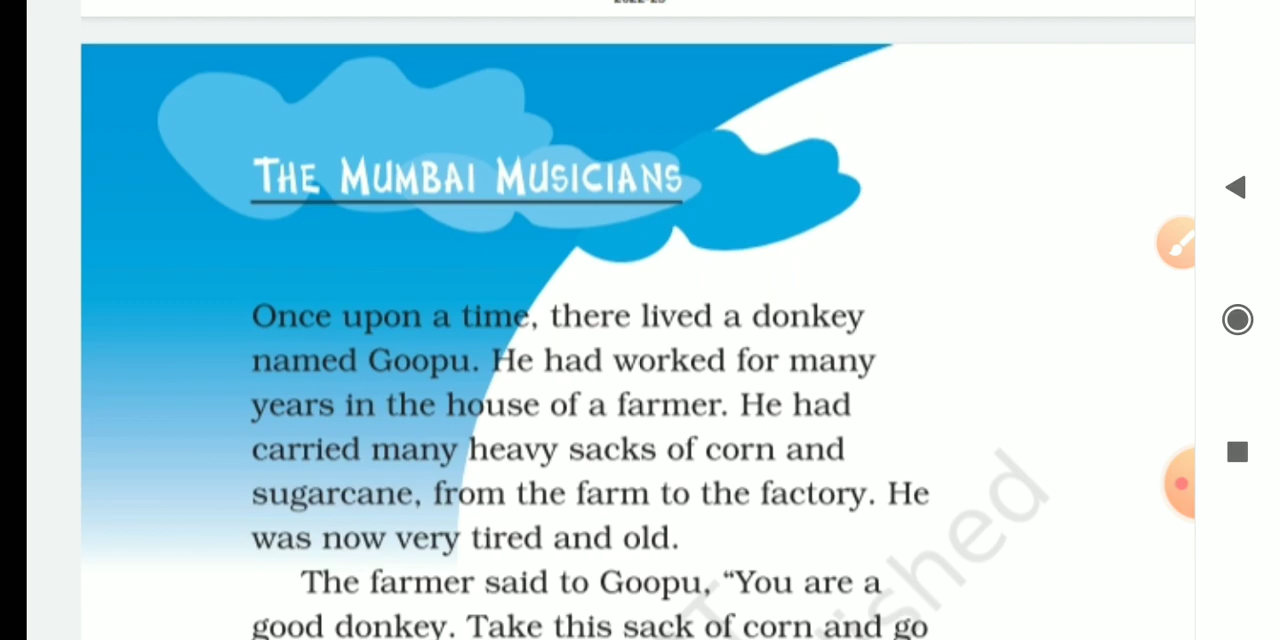 The Mumbai Musicians
Once upon a time, there lived a donkey
named Goopu. He had worked for many
years in the house of a farmer. He had
carried many heavy sacks of corn and
sugarcane, from the farm to the factory. He
was now very tired and old.
The farmer said to Goopu, “You are a
good donkey. Take this sack of corn and go